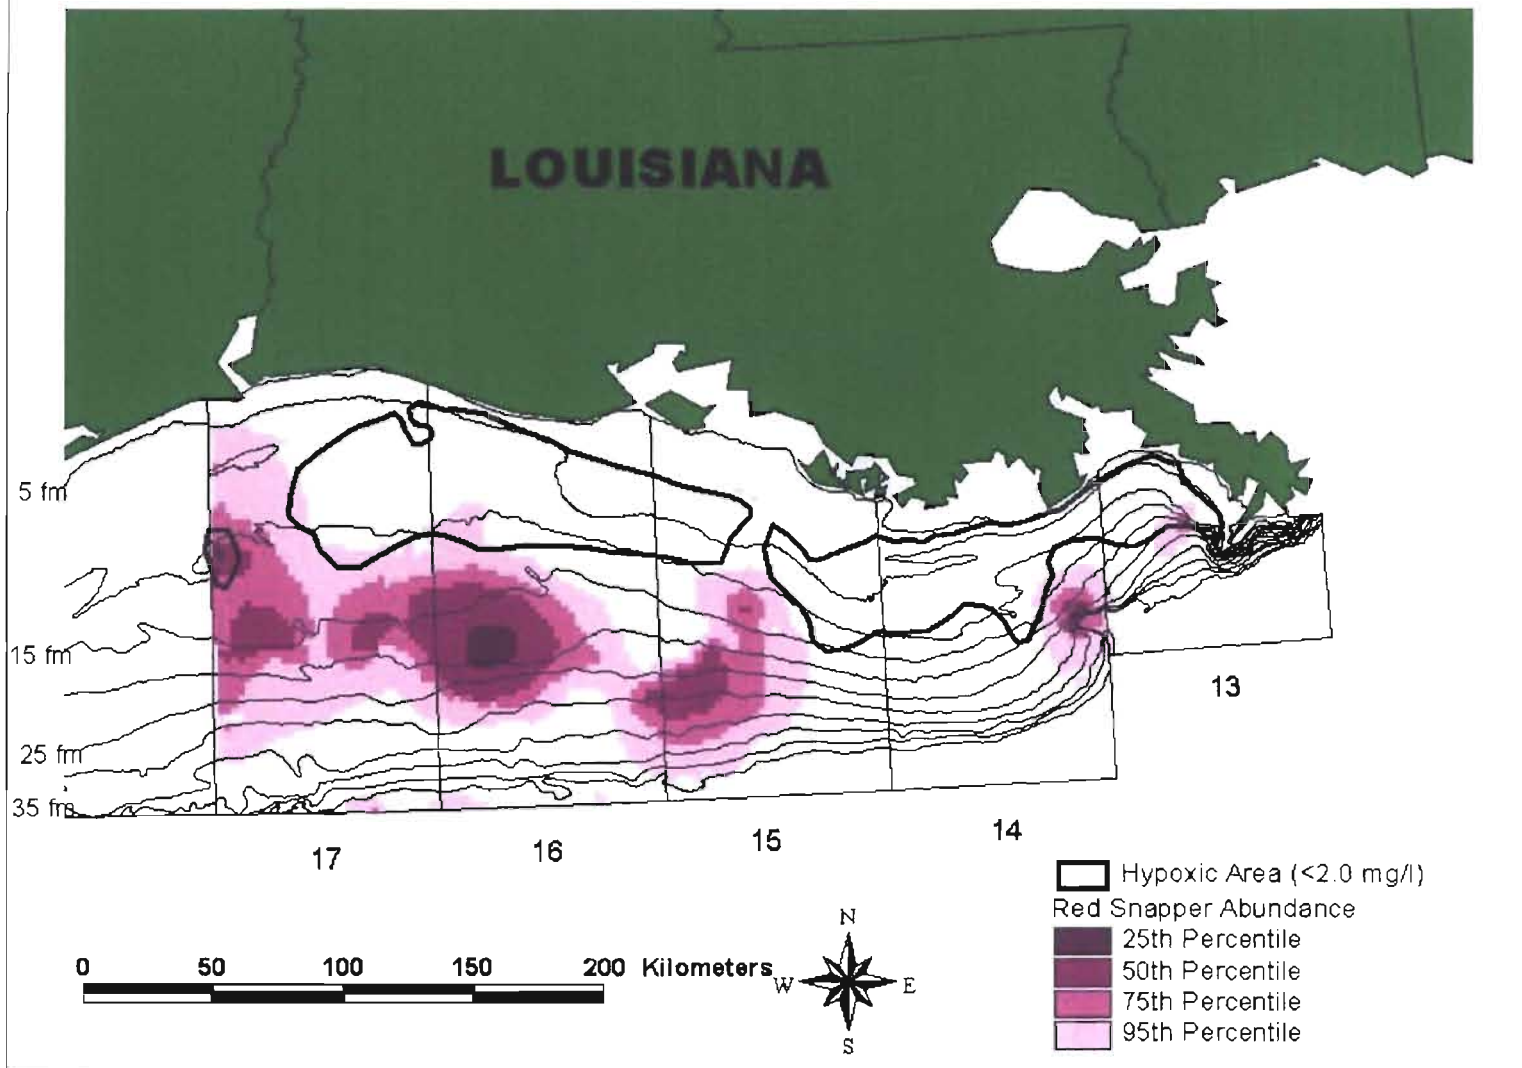 LOUISIANA
5 fm
15 fm
25 fm
35 fm
13
14
15
16
17
Hypoxic Area (<2.0 mg/l)
Red Snapper Abundance
25th Percentile
50th Percentile
75th Percentile
95th Percentile
0 50 100 150 200 Kilometers
N
W E
S